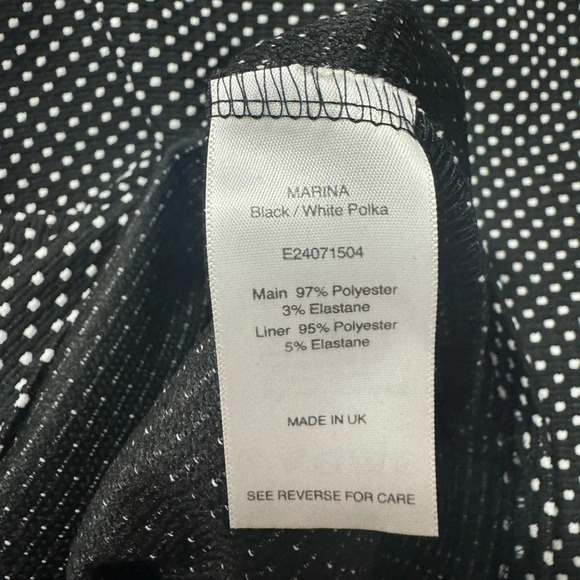 MARINA
Black / White Polka
E24071504
Main 97% Polyester
3% Elastane
Liner 95% Polyester
5% Elastane
MADE IN UK
SEE REVERSE FOR CARE